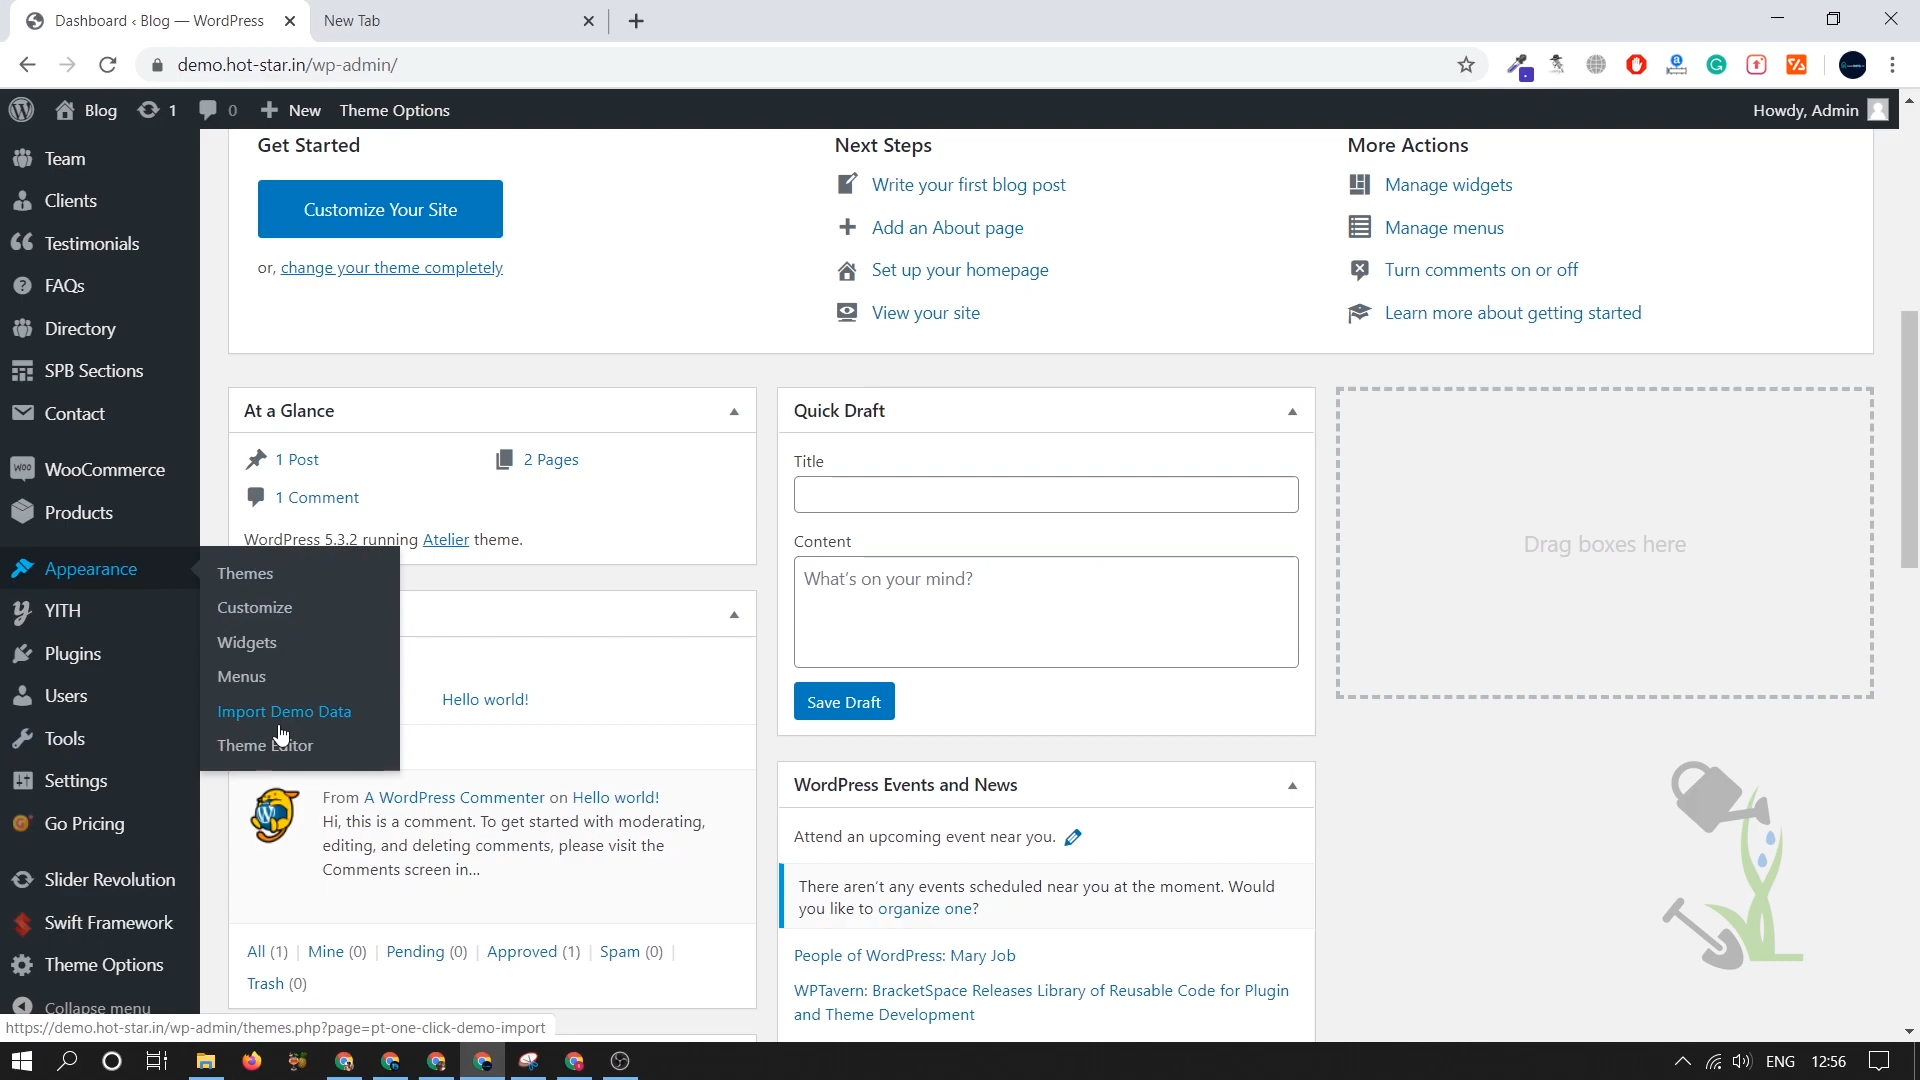 Dashboard ‹ Blog — WordPress
New Tab
demo.hot-star.in/wp-admin/
Blog
1
0
New
Theme Options
Howdy, Admin
Team
Clients
Testimonials
FAQs
Directory
SPB Sections
Contact
WooCommerce
Products
Appearance
YITH
Plugins
Users
Tools
Settings
Go Pricing
Slider Revolution
Swift Framework
Theme Options
Collapse menu
Themes
Customize
Widgets
Menus
Import Demo Data
Theme Editor
Get Started
Customize Your Site
or, change your theme completely
Next Steps
Write your first blog post
Add an About page
Set up your homepage
View your site
More Actions
Manage widgets
Manage menus
Turn comments on or off
Learn more about getting started
At a Glance
1 Post
2 Pages
1 Comment
WordPress 5.3.2 running Atelier theme.
Hello world!
From A WordPress Commenter on Hello world!
Hi, this is a comment. To get started with moderating,
editing, and deleting comments, please visit the
Comments screen in…
All (1) | Mine (0) | Pending (0) | Approved (1) | Spam (0) |
Trash (0)
Quick Draft
Title
Content
What's on your mind?
Save Draft
WordPress Events and News
Attend an upcoming event near you.
There aren't any events scheduled near you at the moment. Would
you like to organize one?
People of WordPress: Mary Job
WPTavern: BracketSpace Releases Library of Reusable Code for Plugin
and Theme Development
Drag boxes here
https://demo.hot-star.in/wp-admin/themes.php?page=pt-one-click-demo-import
ENG
12:56